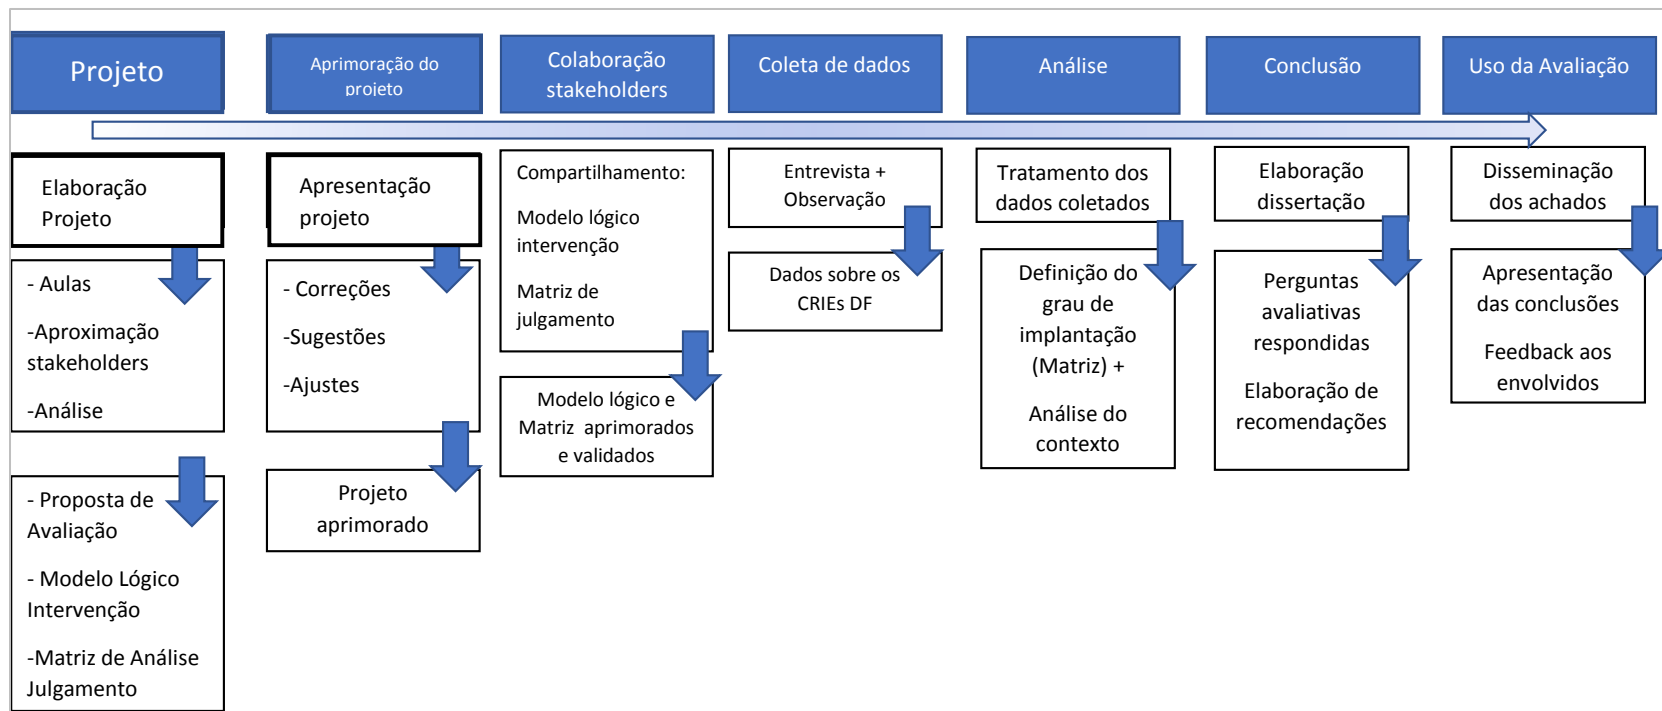 Projeto
Aprimoração do
projeto
Colaboração
stakeholders
Coleta de dados
Análise
Conclusão
Uso da Avaliação
Elaboração
Projeto
- Aulas
-Aproximação
stakeholders
-Análise
- Proposta de
Avaliação
- Modelo Lógico
Intervenção
-Matriz de Análise
Julgamento
Apresentação
projeto
- Correções
-Sugestões
-Ajustes
Projeto
aprimorado
Compartilhamento:
Modelo lógico
intervenção
Matriz de
julgamento
Modelo lógico e
Matriz aprimorados
e validados
Entrevista +
Observação
Dados sobre os
CRIEs DF
Tratamento dos
dados coletados
Definição do
grau de
implantação
(Matriz) +
Análise do
contexto
Elaboração
dissertação
Perguntas
avaliativas
respondidas
Elaboração de
recomendações
Disseminação
dos achados
Apresentação
das conclusões
Feedback aos
envolvidos